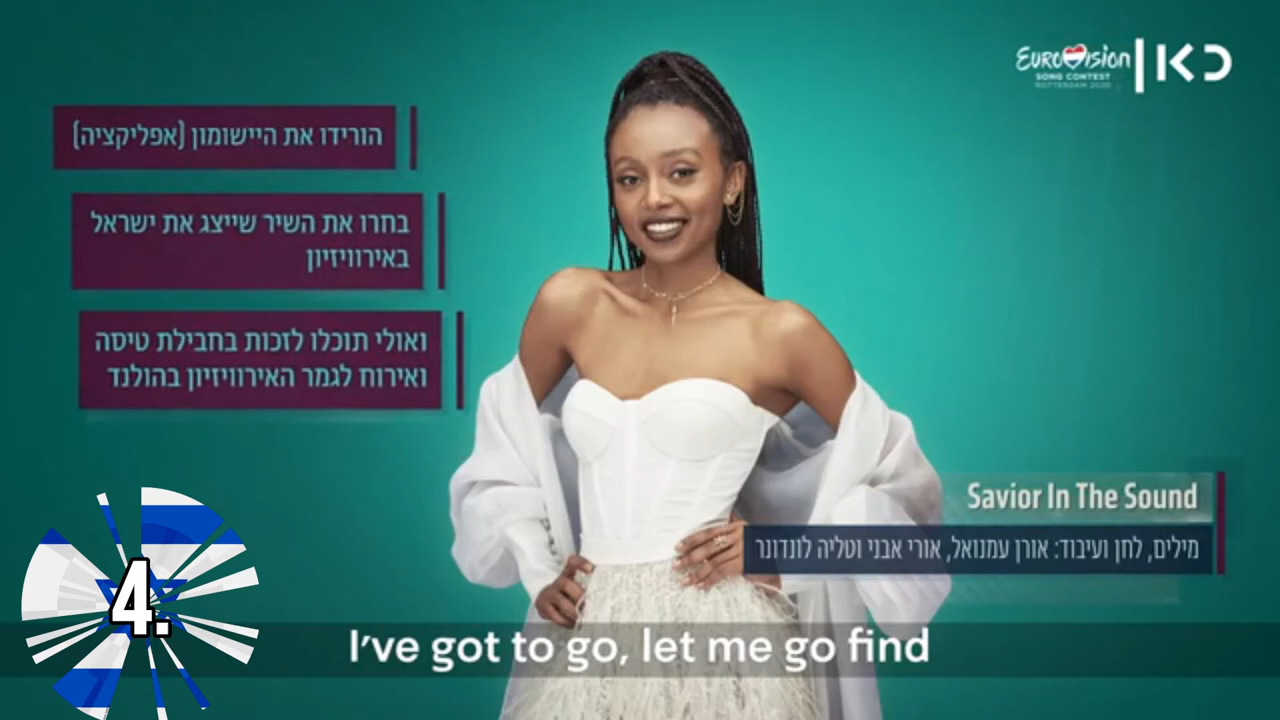 EUROVISION
SONG CONTEST
ROTTERDAM 2020
כאן
הורידו את היישומון (אפליקציה)
בחרו את השיר שייצג את ישראל
באירוויזיון
ואולי תוכלו לזכות בחבילת טיסה
ואירוח לגמר האירוויזיון בהולנד
Savior In The Sound
מילים, לחן ועיבוד: אורן עמנואל, אורי אבני וטליה לונדונר
4.
I've got to go, let me go find